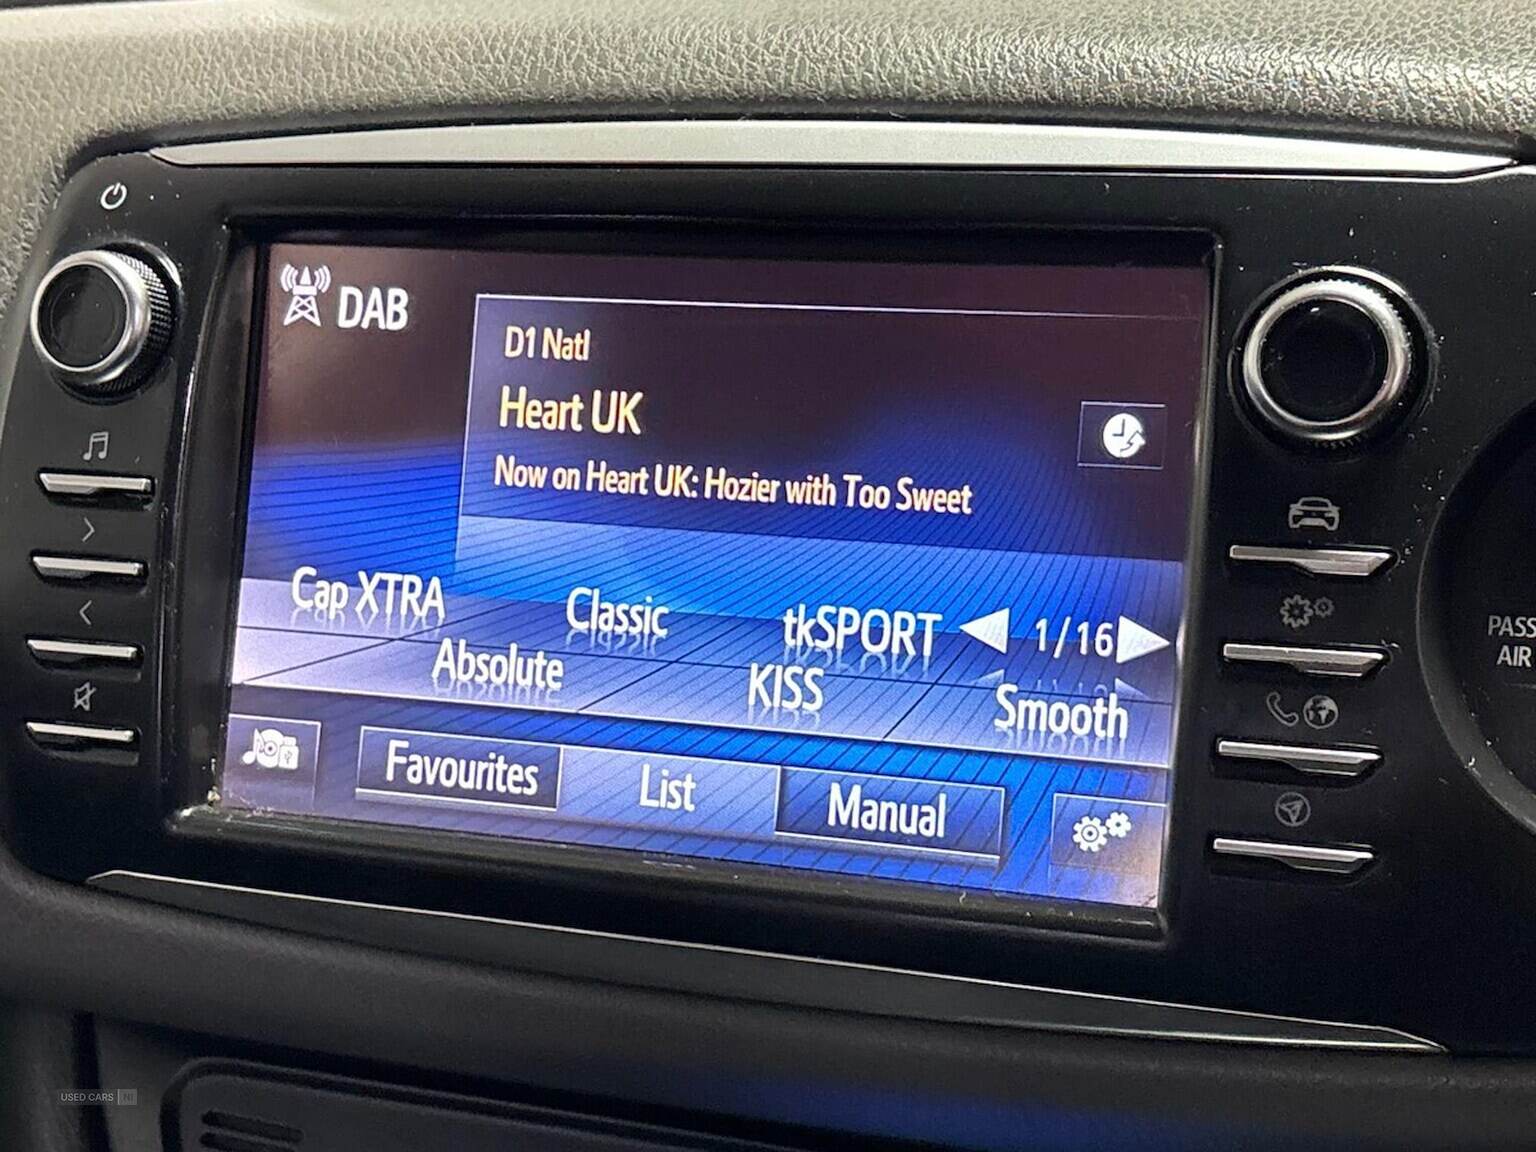 DAB
D1 Natl
Heart UK
Now on Heart UK: Hozier with Too Sweet
Cap XTRA
Classic
tkSPORT
1/16
Absolute
KISS
Smooth
Favourites
List
Manual
PASS
AIR
USED CARS NI